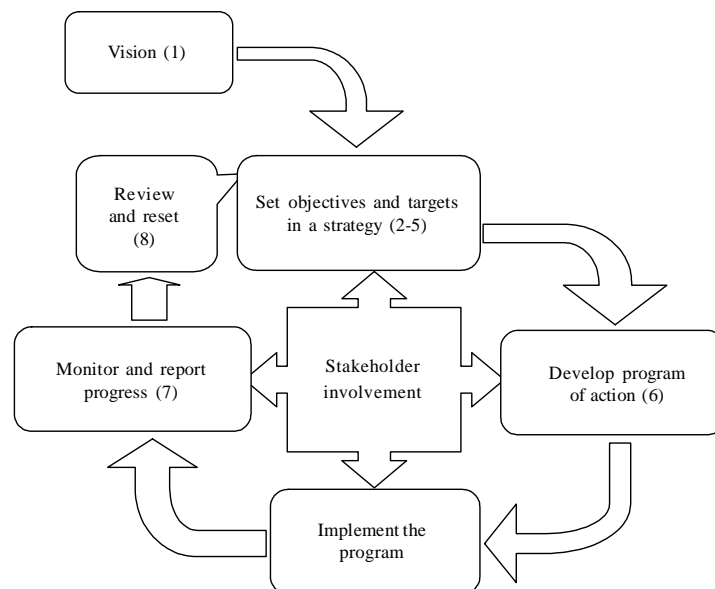 Vision (1)
Review
and reset
(8)
Set objectives and targets
in a strategy (2-5)
Monitor and report
progress (7)
Stakeholder
involvement
Develop program
of action (6)
Implement the
program